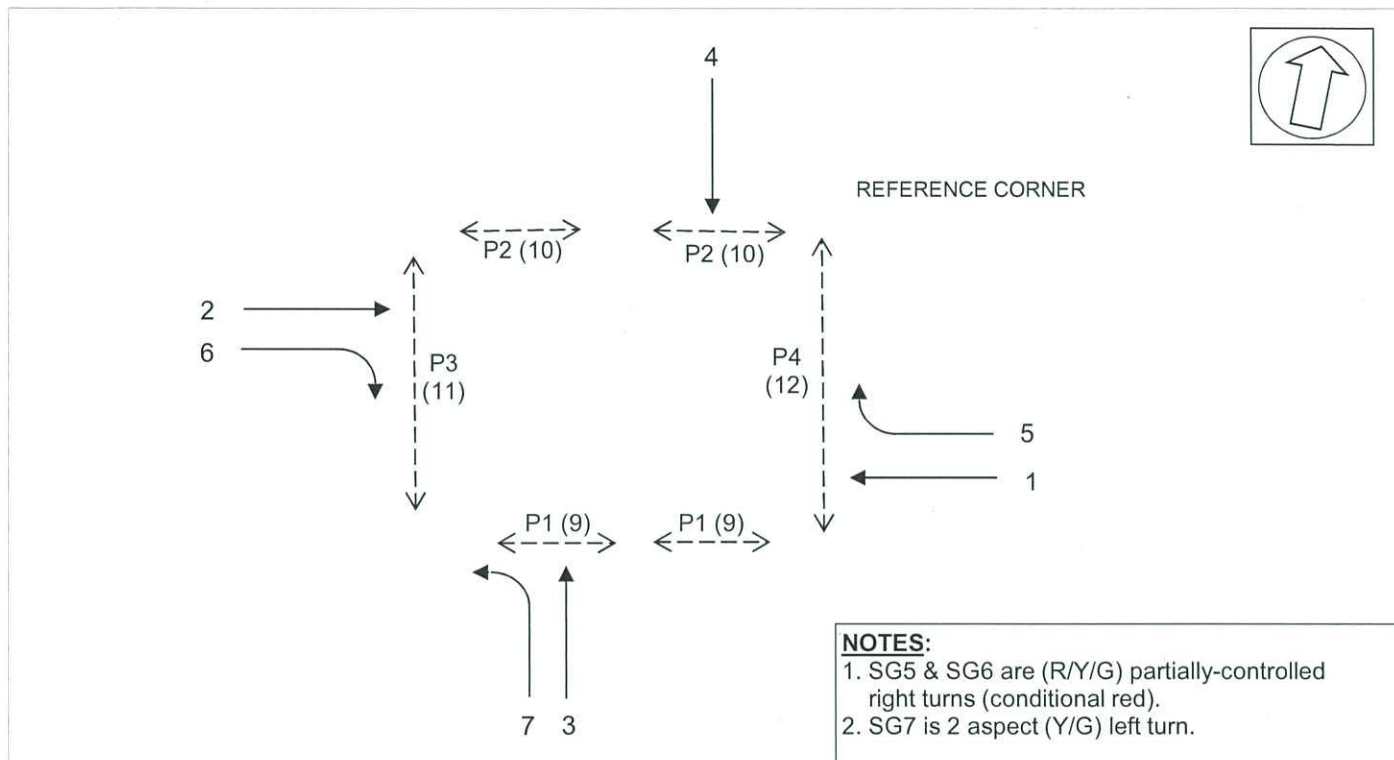 4
REFERENCE CORNER
P2 (10)
P2 (10)
2
6
P3
(11)
P4
(12)
5
1
P1 (9)
P1 (9)
7
3
NOTES:
1. SG5 & SG6 are (R/Y/G) partially-controlled
right turns (conditional red).
2. SG7 is 2 aspect (Y/G) left turn.